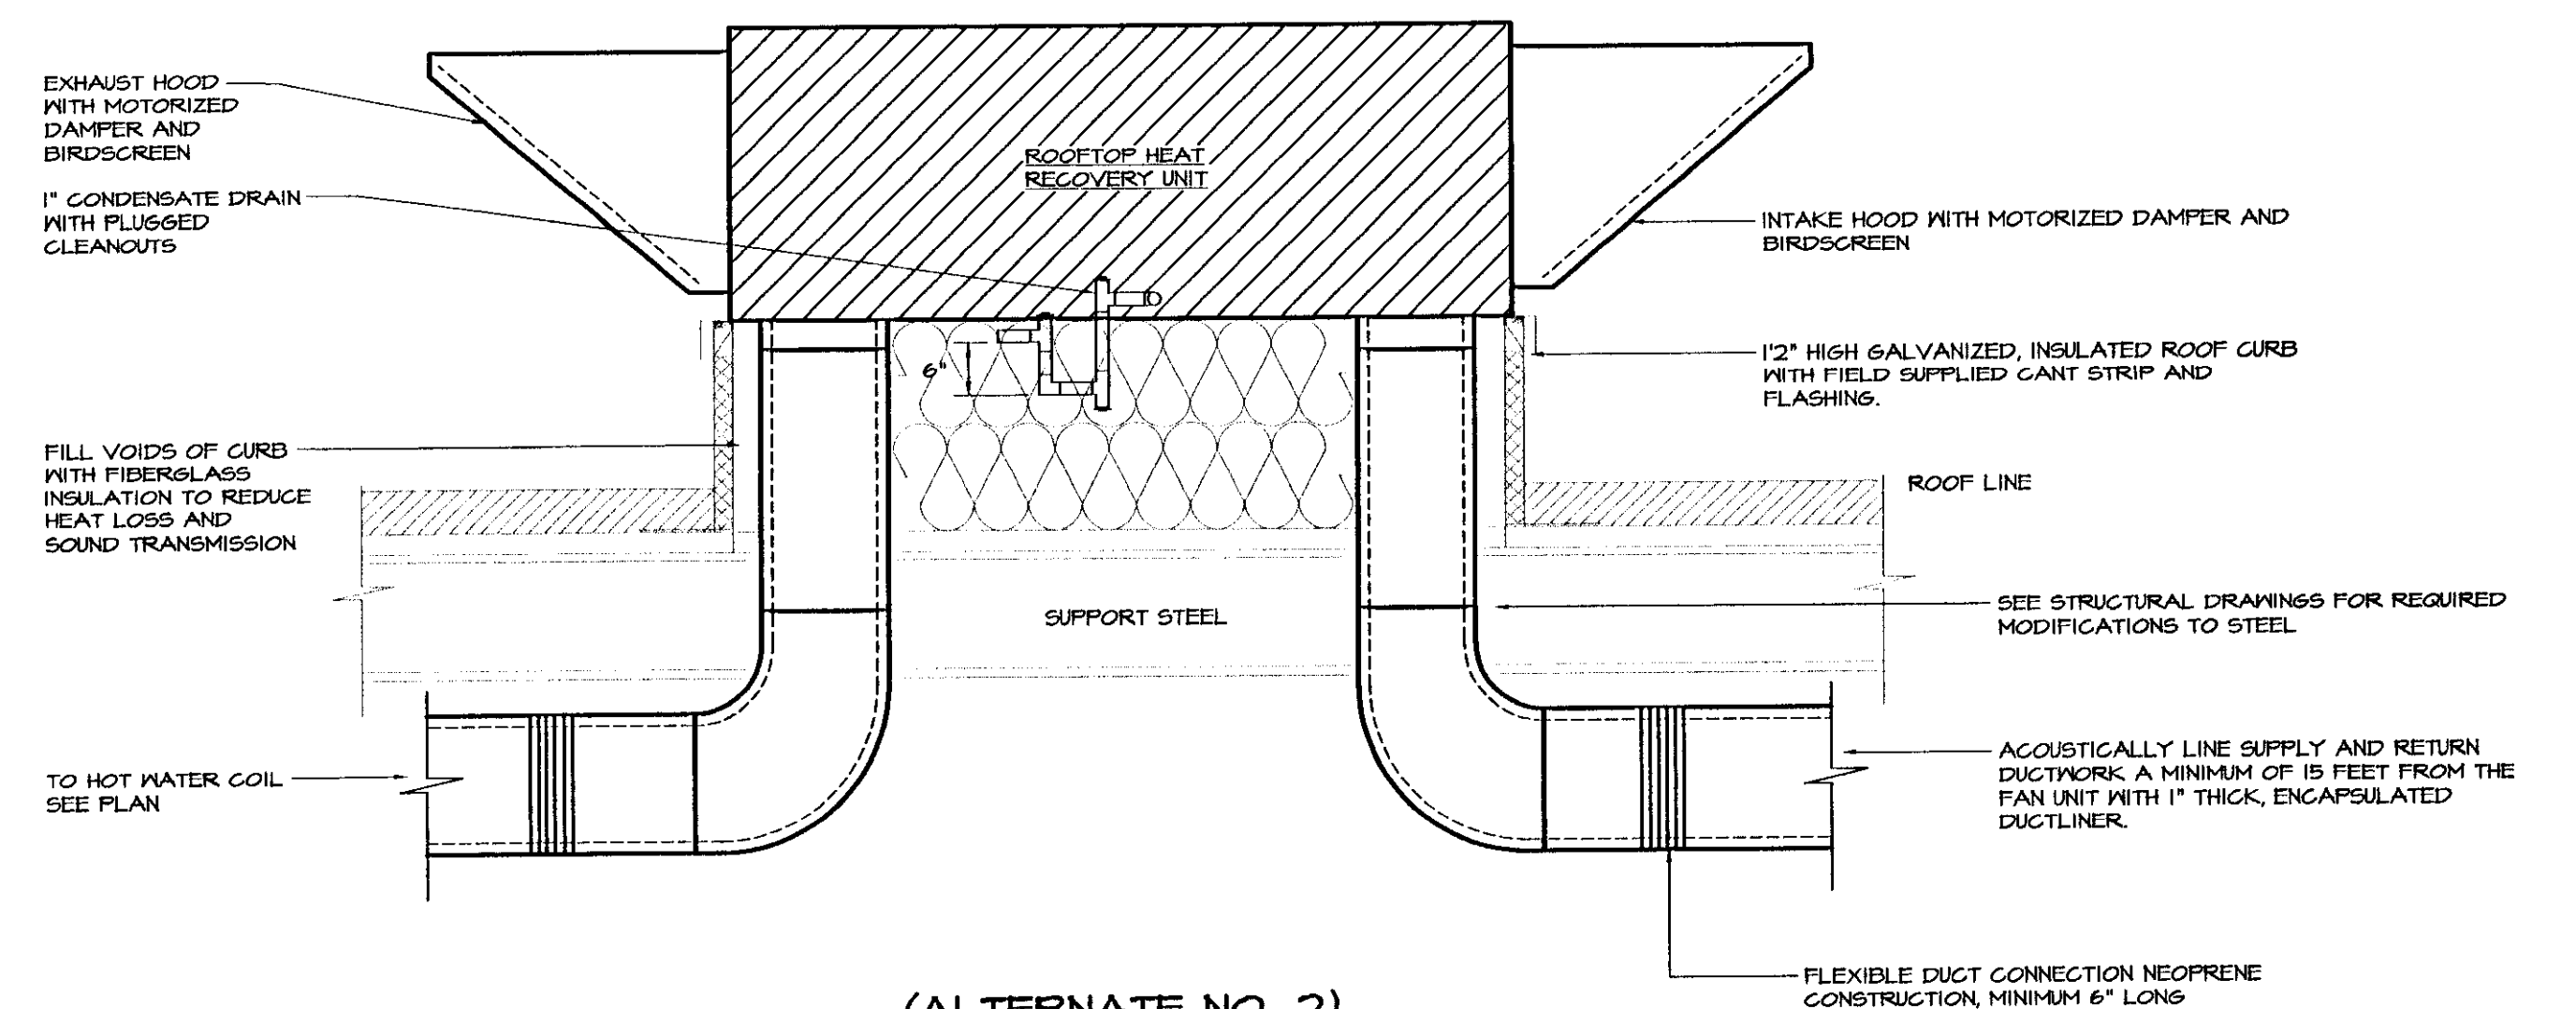 EXHAUST HOOD
WITH MOTORIZED
DAMPER AND
BIRDSCREEN
1" CONDENSATE DRAIN
WITH PLUGGED
CLEANOUTS
FILL VOIDS OF CURB
WITH FIBERGLASS
INSULATION TO REDUCE
HEAT LOSS AND
SOUND TRANSMISSION
TO HOT WATER COIL
SEE PLAN
ROOFTOP HEAT
RECOVERY UNIT
6"
SUPPORT STEEL
INTAKE HOOD WITH MOTORIZED DAMPER AND
BIRDSCREEN
1'2" HIGH GALVANIZED, INSULATED ROOF CURB
WITH FIELD SUPPLIED CANT STRIP AND
FLASHING.
ROOF LINE
SEE STRUCTURAL DRAWINGS FOR REQUIRED
MODIFICATIONS TO STEEL
ACOUSTICALLY LINE SUPPLY AND RETURN
DUCTWORK A MINIMUM OF 15 FEET FROM THE
FAN UNIT WITH 1" THICK, ENCAPSULATED
DUCTLINER.
FLEXIBLE DUCT CONNECTION NEOPRENE
CONSTRUCTION, MINIMUM 6" LONG
(ALTERNATE NO. 2)